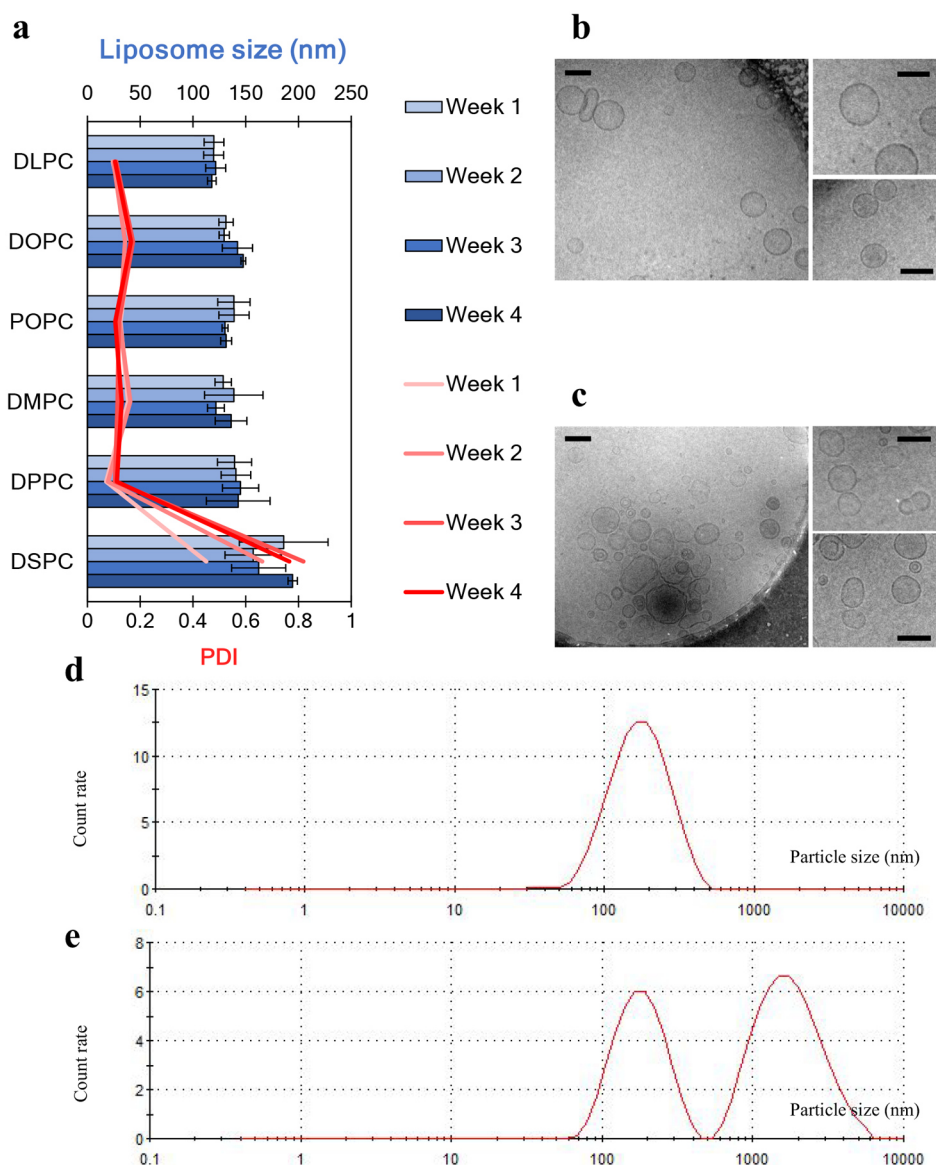 a
Liposome size (nm)
0 50 100 150 200 250
DLPC
DOPC
POPC
DMPC
DPPC
DSPC
0 0.2 0.4 0.6 0.8 1
PDI
Week 1
Week 2
Week 3
Week 4
Week 1
Week 2
Week 3
Week 4
b
c
d
15
10
5
0
Count rate
Particle size (nm)
0.1 1 10 100 1000 10000
e
8
6
4
2
0
Count rate
Particle size (nm)
0.1 1 10 100 1000 10000